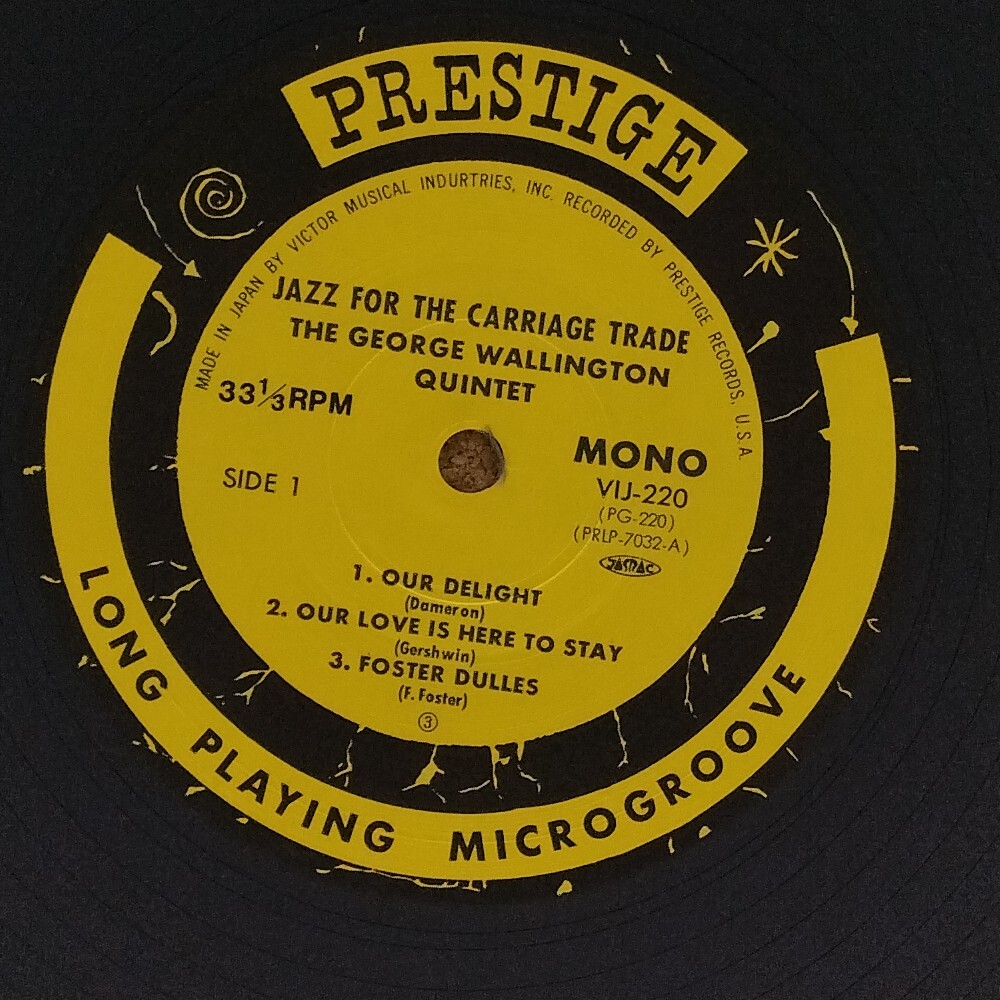 PRESTIGE
MADE IN JAPAN BY VICTOR MUSICAL INDURTRIES, INC. RECORDED BY PRESTIGE RECORDS, U.S.A.
JAZZ FOR THE CARRIAGE TRADE
THE GEORGE WALLINGTON
QUINTET
33⅓RPM
MONO
SIDE 1
VIJ-220
(PG-220)
(PRLP-7032-A)
JASRAC
1. OUR DELIGHT
(Dameron)
2. OUR LOVE IS HERE TO STAY
(Gershwin)
3. FOSTER DULLES
(F. Foster)
③
LONG PLAYING MICROGROOVE